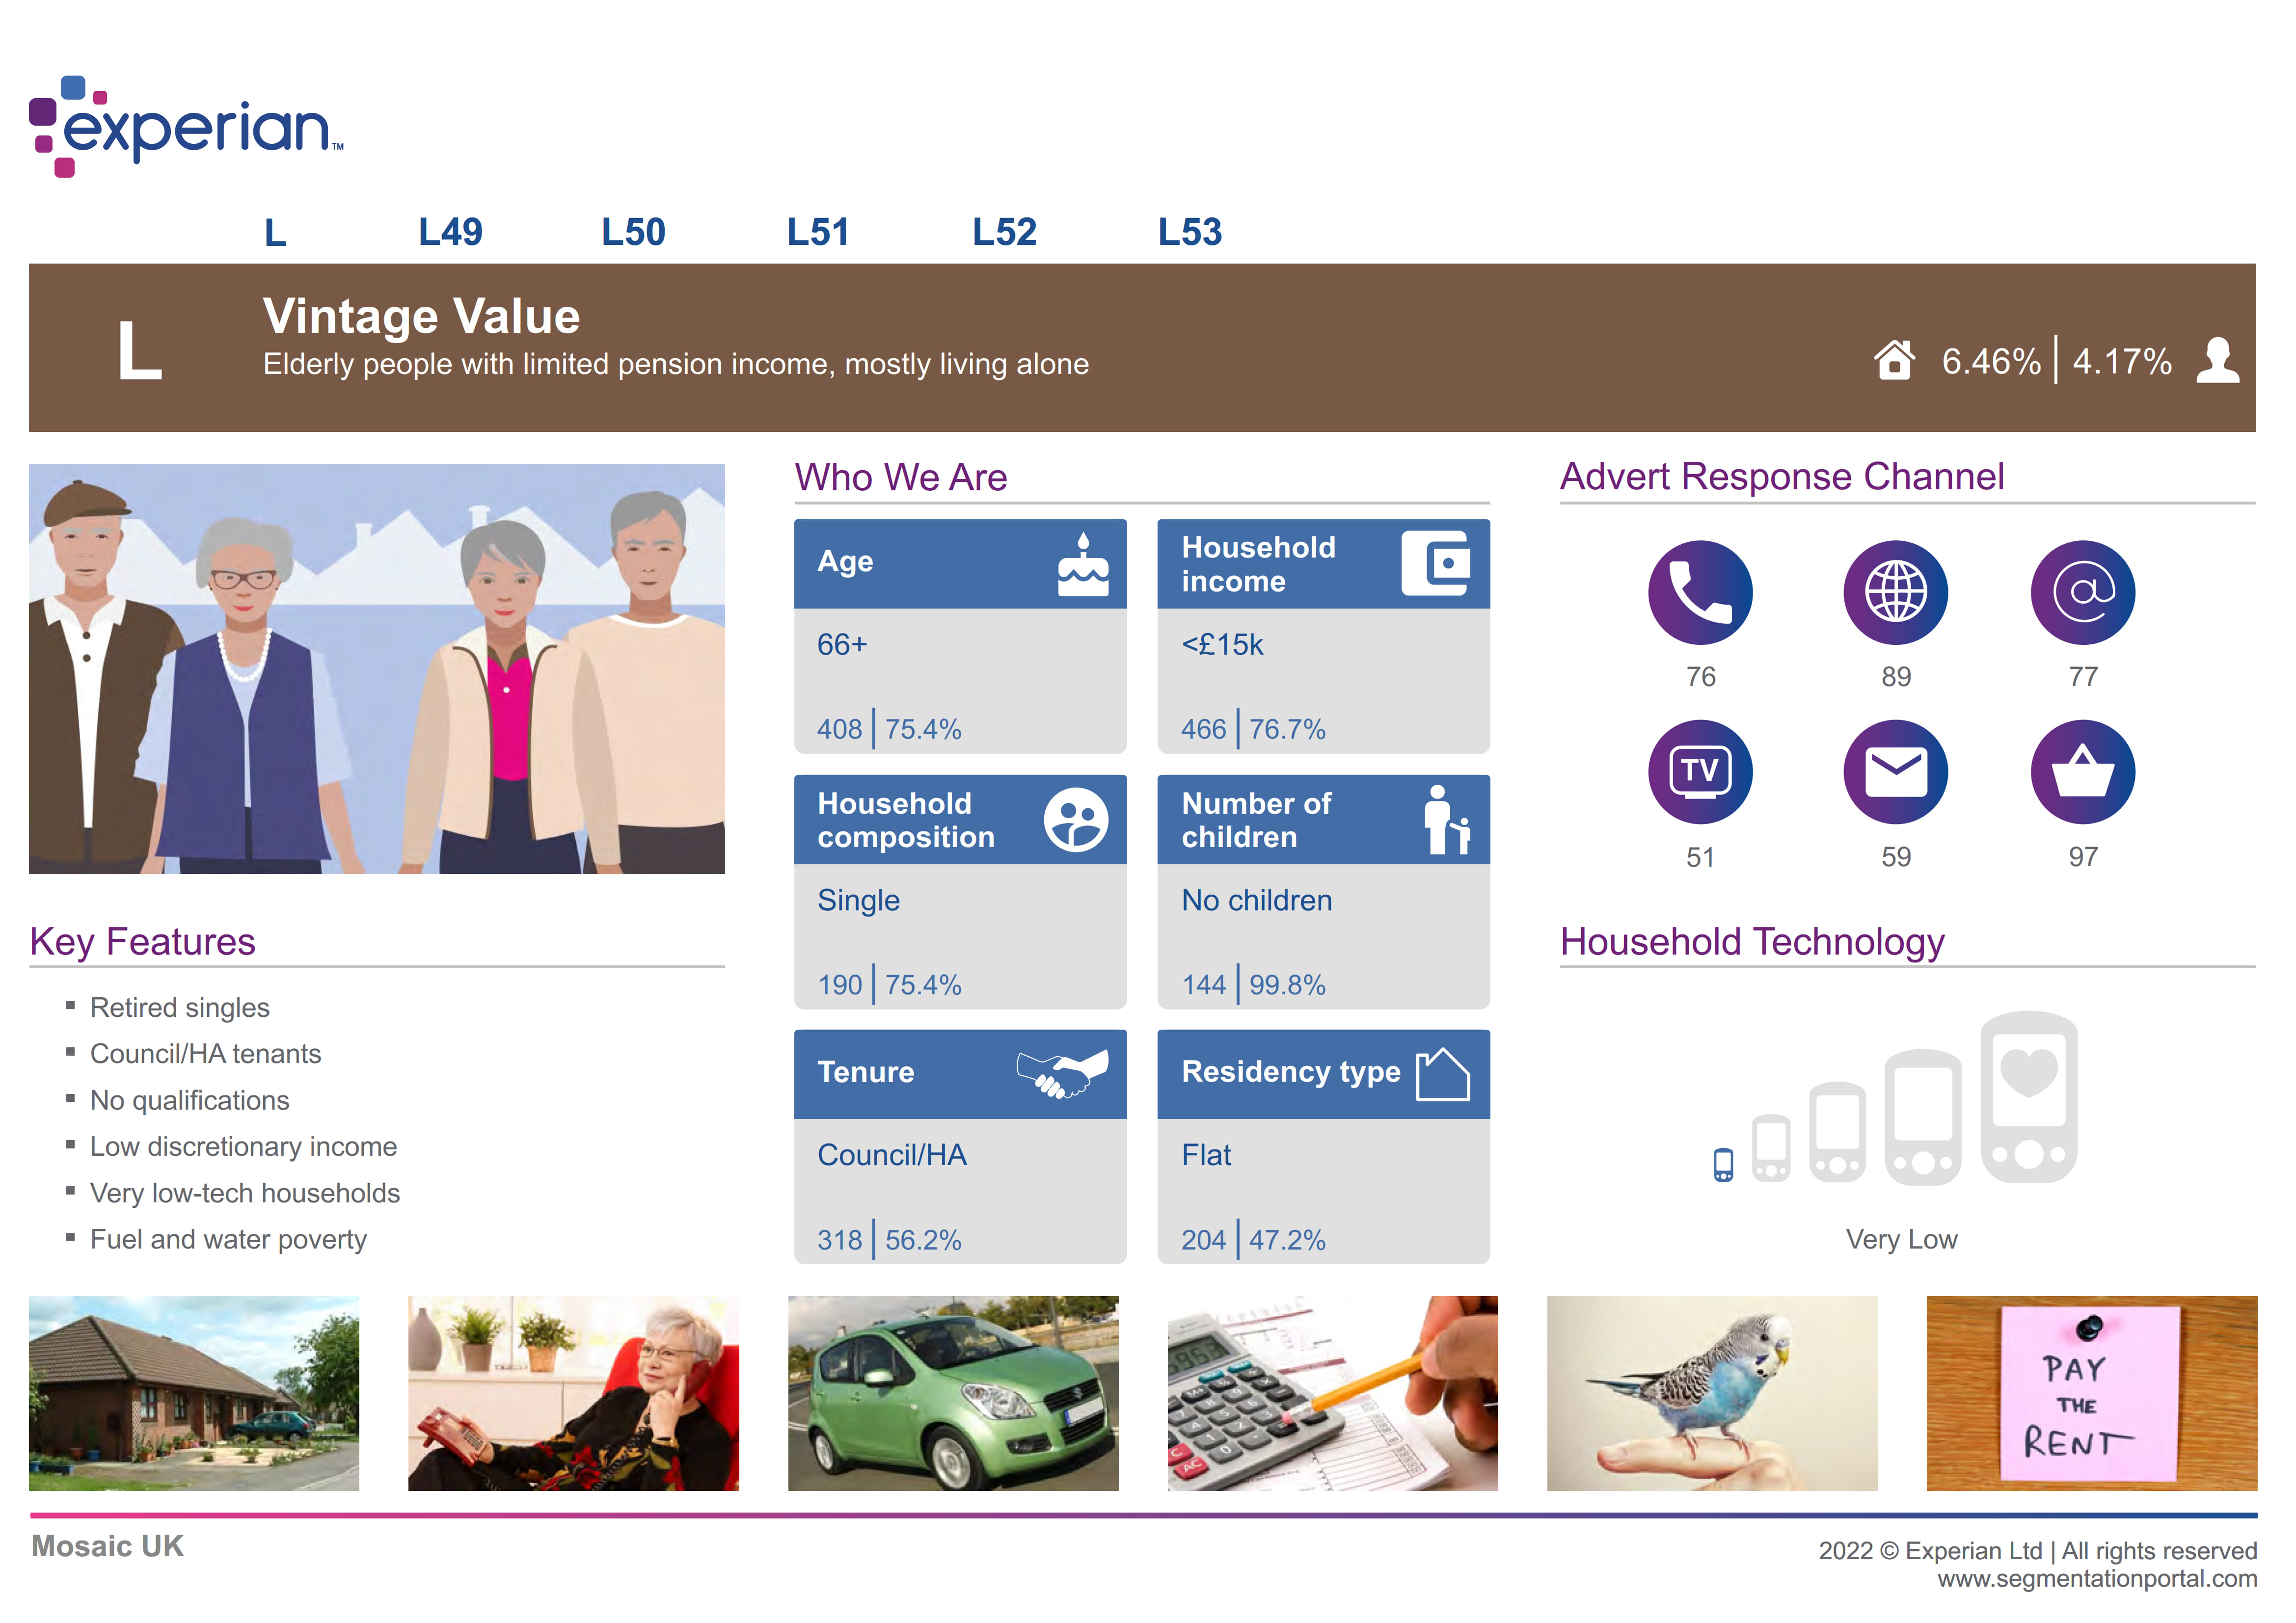 experian™
L L49 L50 L51 L52 L53
L
Vintage Value
Elderly people with limited pension income, mostly living alone
6.46% | 4.17%
Key Features
▪ Retired singles
▪ Council/HA tenants
▪ No qualifications
▪ Low discretionary income
▪ Very low-tech households
▪ Fuel and water poverty
Who We Are
Age
66+
408 | 75.4%
Household
income
<£15k
466 | 76.7%
Household
composition
Single
190 | 75.4%
Number of
children
No children
144 | 99.8%
Tenure
Council/HA
318 | 56.2%
Residency type
Flat
204 | 47.2%
Advert Response Channel
@
76 89 77
TV
51 59 97
Household Technology
Very Low
PAY
THE
RENT
Mosaic UK
2022 © Experian Ltd | All rights reserved
www.segmentationportal.com